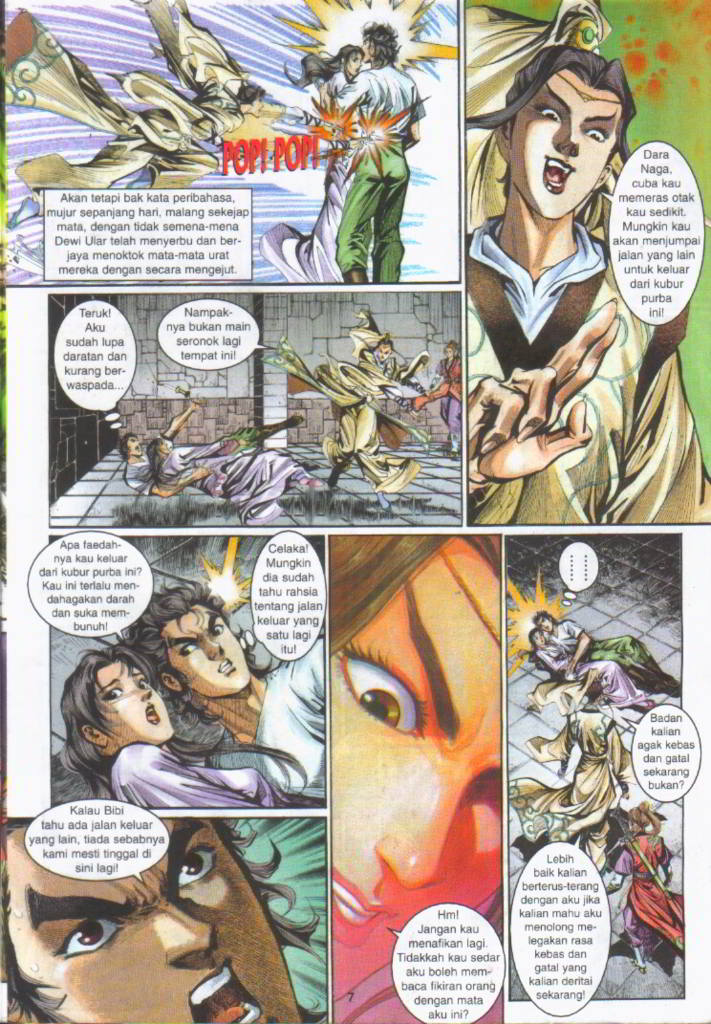 POP! POP!
Akan tetapi bak kata peribahasa,
mujur sepanjang hari, malang sekejap
mata, dengan tidak semena-mena
Dewi Ular telah menyerbu dan ber-
jaya menoktok mata-mata urat
mereka dengan secara mengejut.
Dara
Naga,
cuba kau
memeras otak
kau sedikit.
Mungkin kau
akan menjumpai
jalan yang lain
untuk keluar
dari kubur
purba
ini!
Teruk!
Aku
sudah lupa
daratan dan
kurang ber-
waspada...
Nampak-
nya bukan main
seronok lagi
tempat ini!
Apa faedah-
nya kau keluar
dari kubur purba ini?
Kau ini terlalu men-
dahagakan darah
dan suka mem-
bunuh!
Celaka!
Mungkin
dia sudah
tahu rahsia
tentang jalan
keluar yang
satu lagi
itu!
Kalau Bibi
tahu ada jalan keluar
yang lain, tiada sebabnya
kami mesti tinggal di
sini lagi!
Hm!
Jangan kau
menafikan lagi.
Tidakkah kau sedar
aku boleh mem-
baca fikiran orang
dengan mata
aku ini?
Badan
kalian
agak kebas
dan gatal
sekarang
bukan?
Lebih
baik kalian
berterus-terang
dengan aku jika
kalian mahu aku
menolong me-
legakan rasa
kebas dan
gatal yang
kalian deritai
sekarang!
7